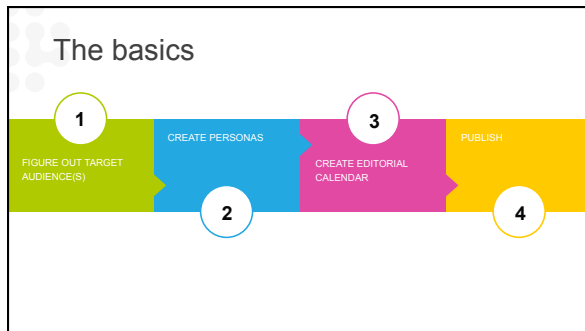 The basics
1
FIGURE OUT TARGET
AUDIENCE(S)
CREATE PERSONAS
2
3
CREATE EDITORIAL
CALENDAR
PUBLISH
4